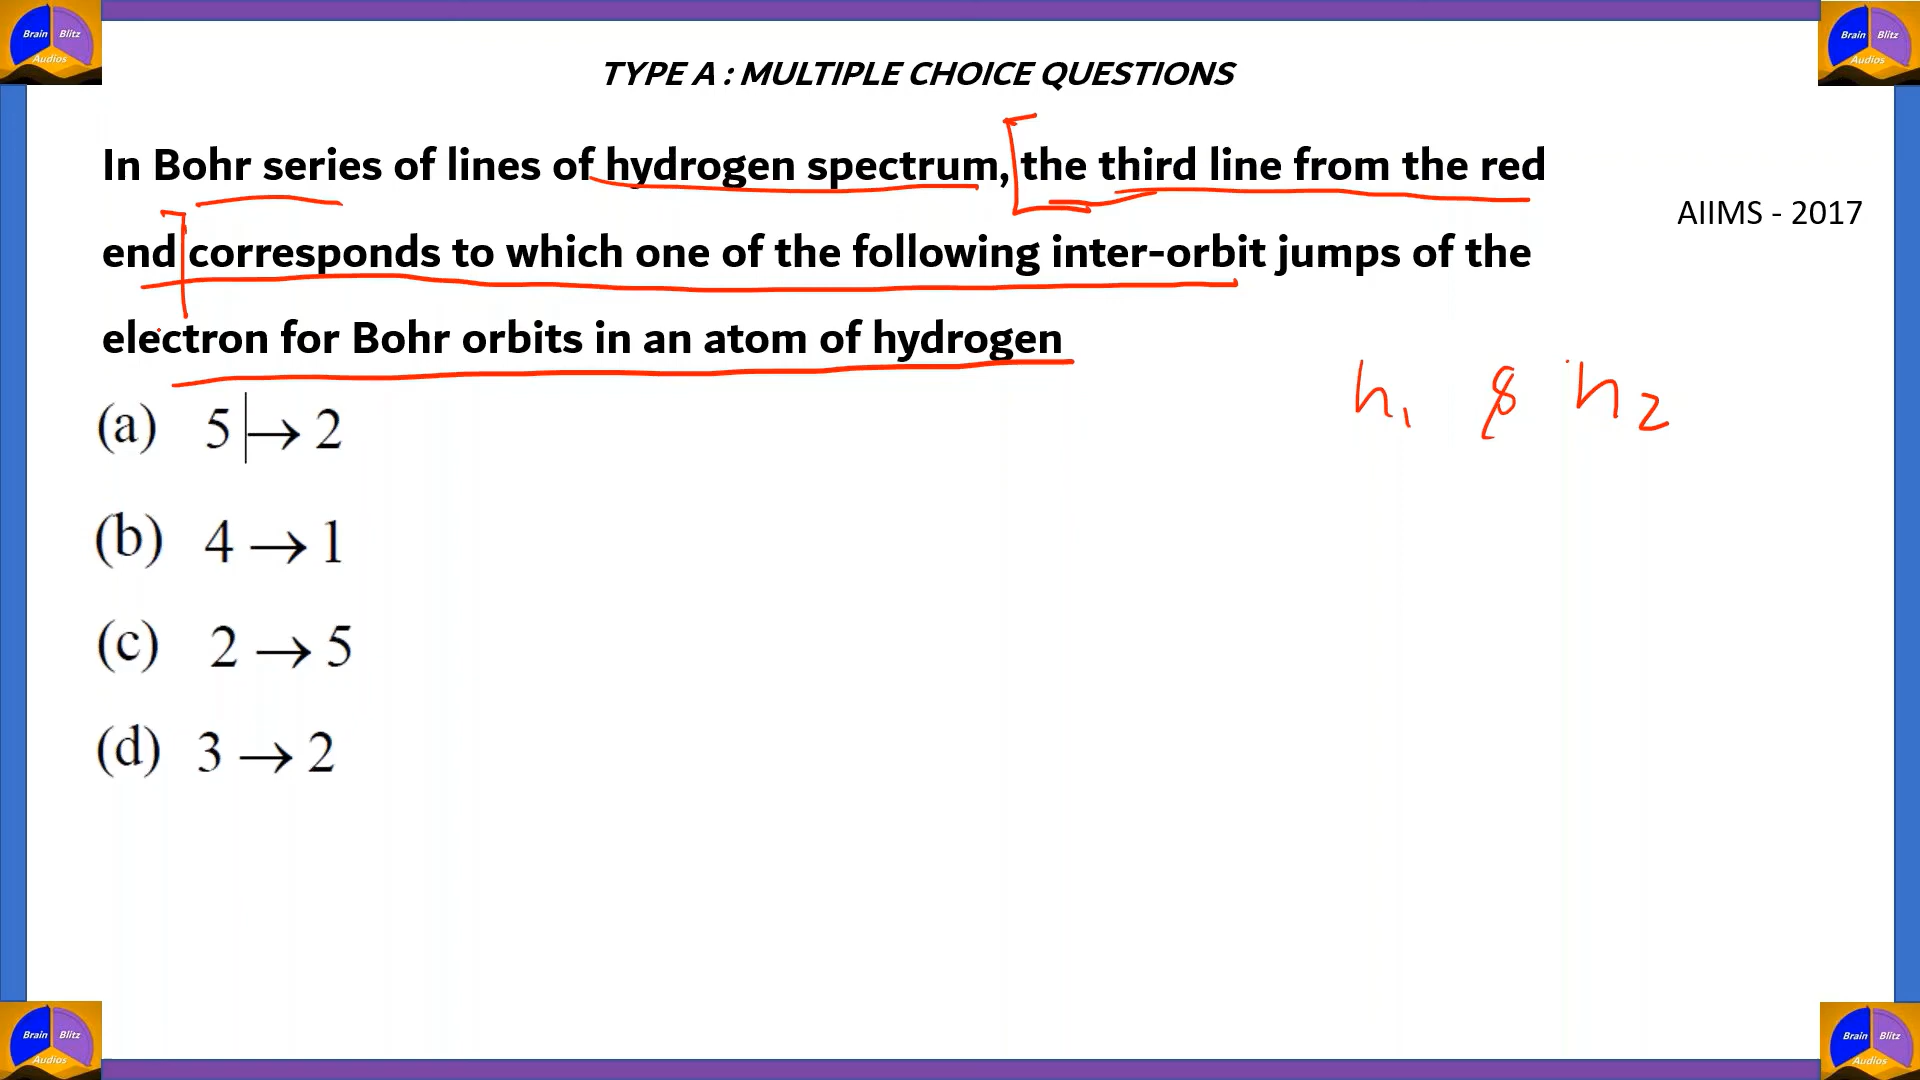 Brain Blitz
Audios
Brain Blitz
Audios
TYPE A : MULTIPLE CHOICE QUESTIONS
In Bohr series of lines of hydrogen spectrum, the third line from the red
end corresponds to which one of the following inter-orbit jumps of the
electron for Bohr orbits in an atom of hydrogen
AIIMS - 2017
(a) 5 → 2
(b) 4 → 1
(c) 2 → 5
(d) 3 → 2
n₁ & n₂
Brain Blitz
Audios
Brain Blitz
Audios